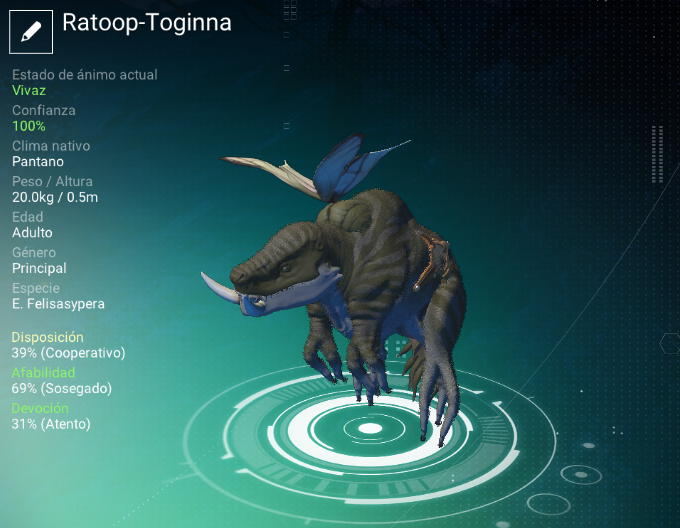 Ratoop-Toginna
Estado de ánimo actual
Vivaz
Confianza
100%
Clima nativo
Pantano
Peso / Altura
20.0kg / 0.5m
Edad
Adulto
Género
Principal
Especie
E. Felisasypera
Disposición
39% (Cooperativo)
Afabilidad
69% (Sosegado)
Devoción
31% (Atento)